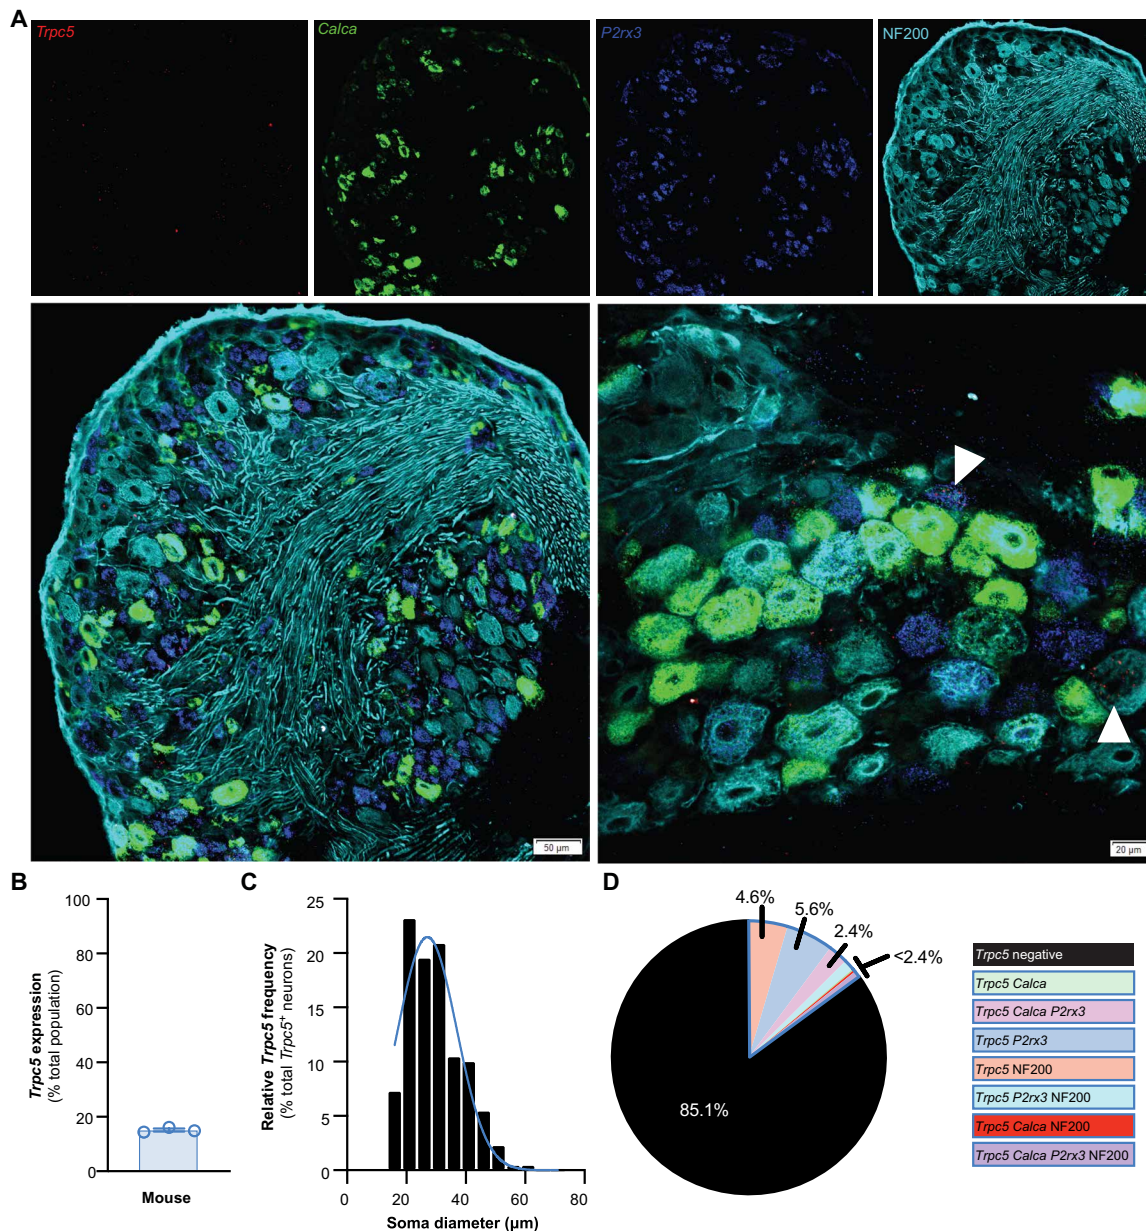 A
Trpc5
Calca
P2rx3
NF200
50 µm
20 µm
B
Trpc5 expression
(% total population)
100
80
60
40
20
0
Mouse
C
Relative Trpc5 frequency
(% total Trpc5+ neurons)
25
20
15
10
5
0
0
20
40
60
80
Soma diameter (µm)
D
4.6%
5.6%
2.4%
<2.4%
85.1%
Trpc5 negative
Trpc5 Calca
Trpc5 Calca P2rx3
Trpc5 P2rx3
Trpc5 NF200
Trpc5 P2rx3 NF200
Trpc5 Calca NF200
Trpc5 Calca P2rx3 NF200